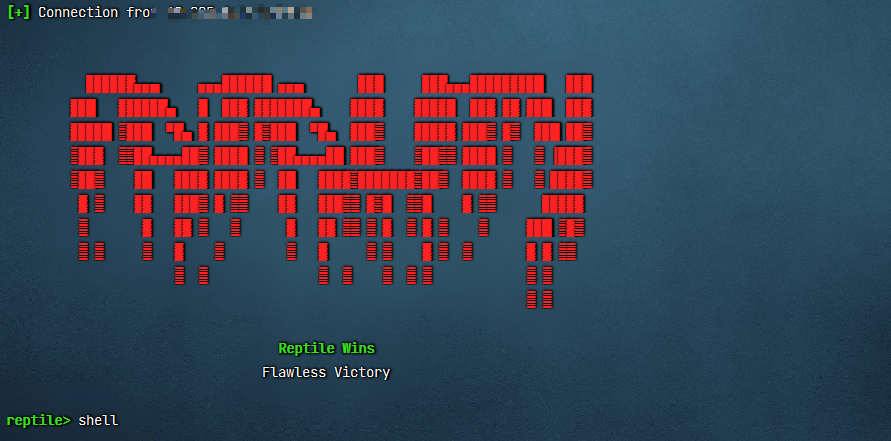 [+] Connection from
Reptile Wins
Flawless Victory
reptile> shell